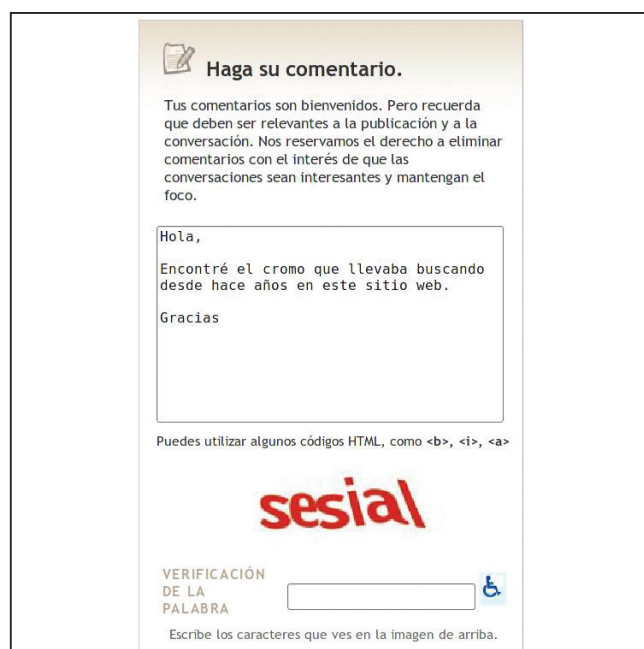 Haga su comentario.
Tus comentarios son bienvenidos. Pero recuerda
que deben ser relevantes a la publicación y a la
conversación. Nos reservamos el derecho a eliminar
comentarios con el interés de que las
conversaciones sean interesantes y mantengan el
foco.
Hola,
Encontré el cromo que llevaba buscando
desde hace años en este sitio web.
Gracias
Puedes utilizar algunos códigos HTML, como <b>, <i>, <a>
sesial
VERIFICACIÓN
DE LA
PALABRA
Escribe los caracteres que ves en la imagen de arriba.